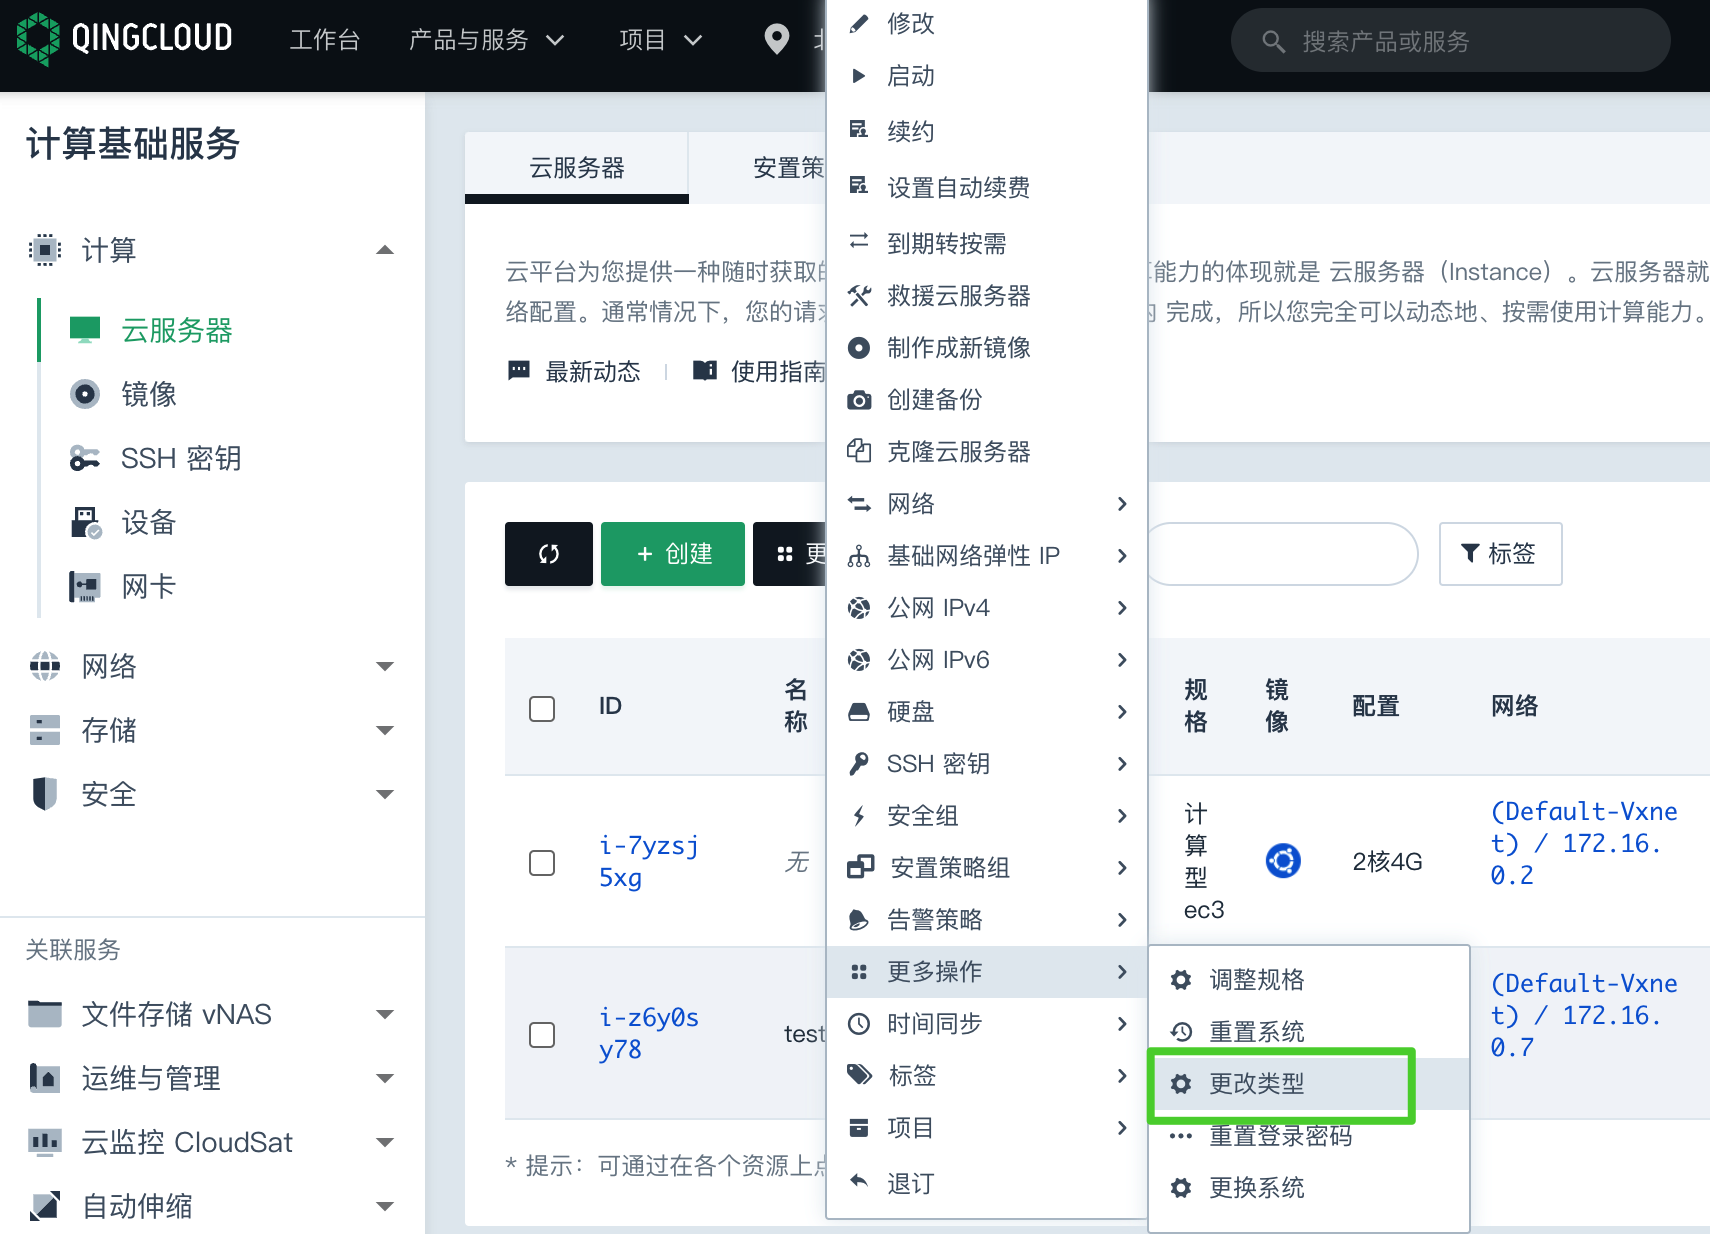 QINGCLOUD
工作台
产品与服务
项目
搜索产品或服务
计算基础服务
计算
云服务器
镜像
SSH 密钥
设备
网卡
网络
存储
安全
关联服务
文件存储 vNAS
运维与管理
云监控 CloudSat
自动伸缩
云服务器
安置策
云平台为您提供一种随时获取
能力的体现就是 云服务器（Instance）。云服务器就
络配置。通常情况下，您的请
完成，所以您完全可以动态地、按需使用计算能力。
最新动态
使用指南
创建
更
标签
ID
名称
规格
镜像
配置
网络
i-7yzsj
5xg
无
计
算
型
ec3
2核4G
(Default-Vxne
t) / 172.16.
0.2
i-z6y0s
y78
test
(Default-Vxne
t) / 172.16.
0.7
* 提示：可通过在各个资源上
修改
启动
续约
设置自动续费
到期转按需
救援云服务器
制作成新镜像
创建备份
克隆云服务器
网络
基础网络弹性 IP
公网 IPv4
公网 IPv6
硬盘
SSH 密钥
安全组
安置策略组
告警策略
更多操作
时间同步
标签
项目
退订
调整规格
重置系统
更改类型
重置登录密码
更换系统